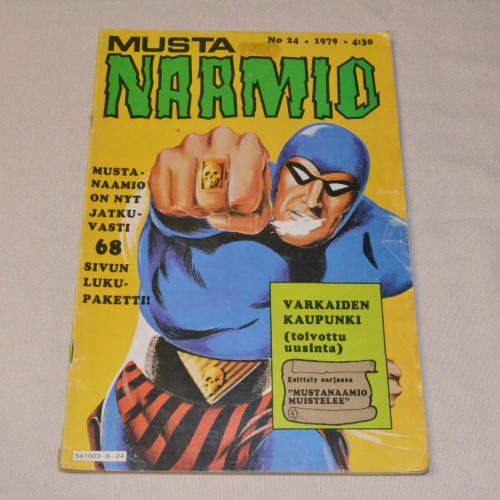 MUSTA
No 24 • 1979 • 4:30
NAAMIO
MUSTA-
NAAMIO
ON NYT
JATKU-
VASTI
68
SIVUN
LUKU-
PAKETTI!
VARKAIDEN
KAUPUNKI
(toivottu
uusinta)
Esittely sarjassa
"MUSTANAAMIO
MUISTELEE"
541003-9-24